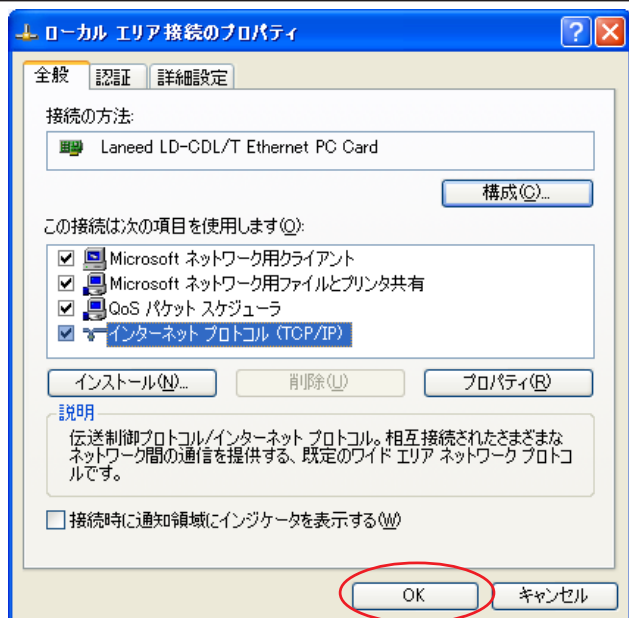 ローカル エリア接続のプロパティ
全般 認証 詳細設定
接続の方法:
Laneed LD-CDL/T Ethernet PC Card
構成(C)...
この接続は次の項目を使用します(O):
Microsoft ネットワーク用クライアント
Microsoft ネットワーク用ファイルとプリンタ共有
QoS パケット スケジューラ
インターネット プロトコル (TCP/IP)
インストール(N)... 削除(U) プロパティ(R)
説明
伝送制御プロトコル/インターネット プロトコル。相互接続されたさまざまな
ネットワーク間の通信を提供する、既定のワイド エリア ネットワーク プロトコ
ルです。
接続時に通知領域にインジケータを表示する(W)
OK キャンセル